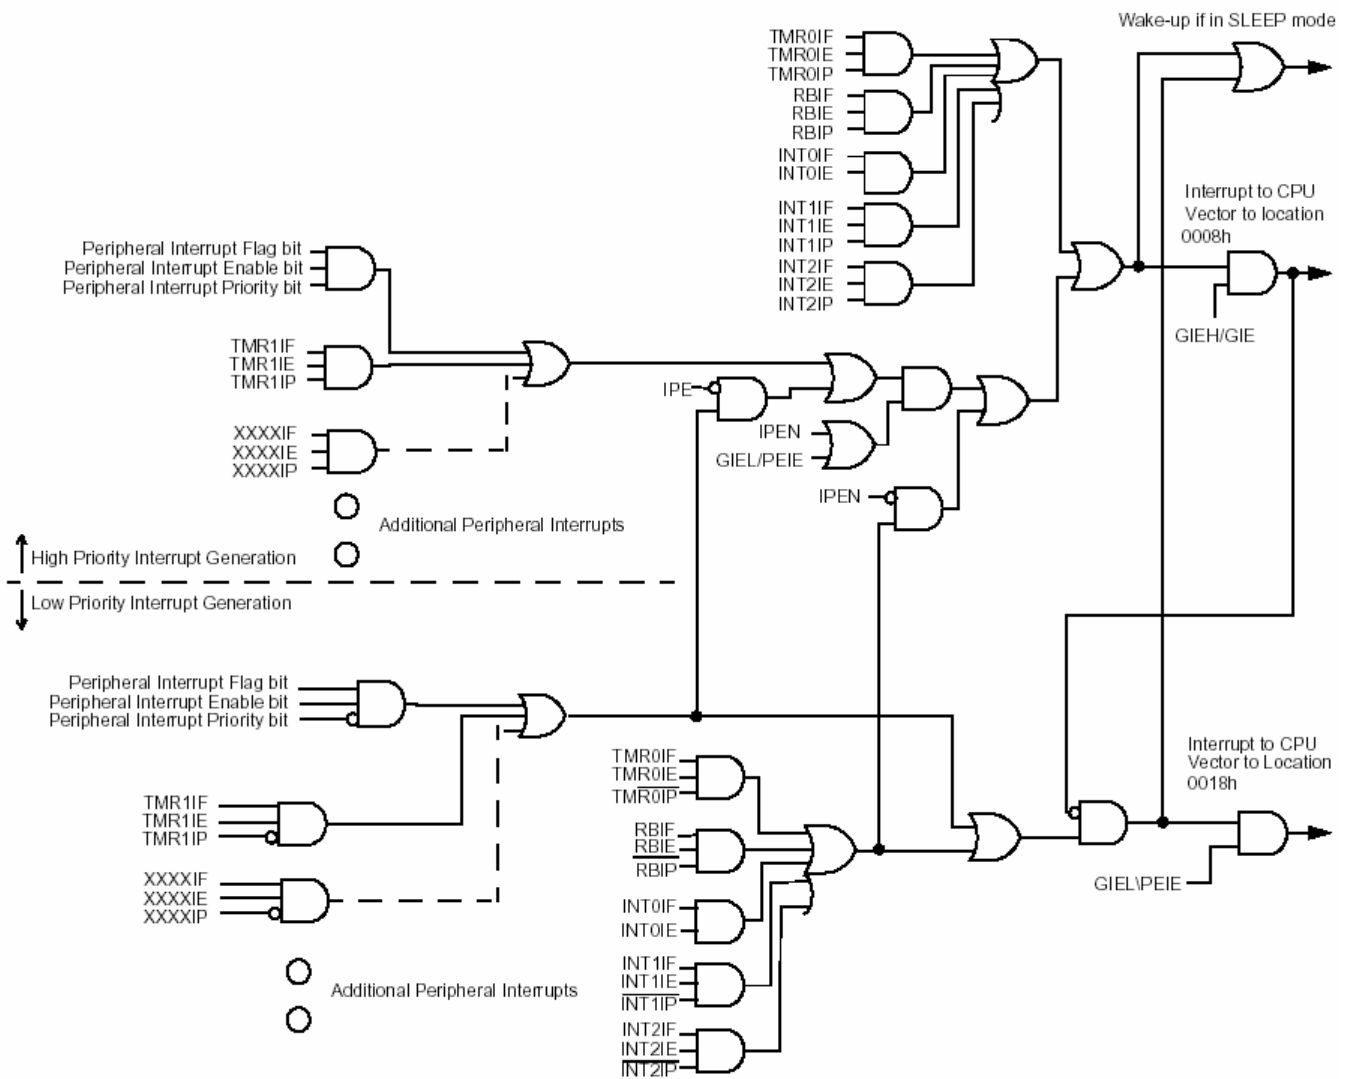 Wake-up if in SLEEP mode
TMR0IF
TMR0IE
TMR0IP
RBIF
RBIE
RBIP
INT0IF
INT0IE
INT1IF
INT1IE
INT1IP
INT2IF
INT2IE
INT2IP
Interrupt to CPU
Vector to location
0008h
GIEH/GIE
Peripheral Interrupt Flag bit
Peripheral Interrupt Enable bit
Peripheral Interrupt Priority bit
TMR1IF
TMR1IE
TMR1IP
XXXXIF
XXXXIE
XXXXIP
IPE
IPEN
GIEL/PEIE
IPEN
Additional Peripheral Interrupts
High Priority Interrupt Generation
Low Priority Interrupt Generation
Peripheral Interrupt Flag bit
Peripheral Interrupt Enable bit
Peripheral Interrupt Priority bit
TMR1IF
TMR1IE
TMR1IP
XXXXIF
XXXXIE
XXXXIP
Additional Peripheral Interrupts
TMR0IF
TMR0IE
TMR0IP
RBIF
RBIE
RBIP
INT0IF
INT0IE
INT1IF
INT1IE
INT1IP
INT2IF
INT2IE
INT2IP
Interrupt to CPU
Vector to Location
0018h
GIEL\PEIE